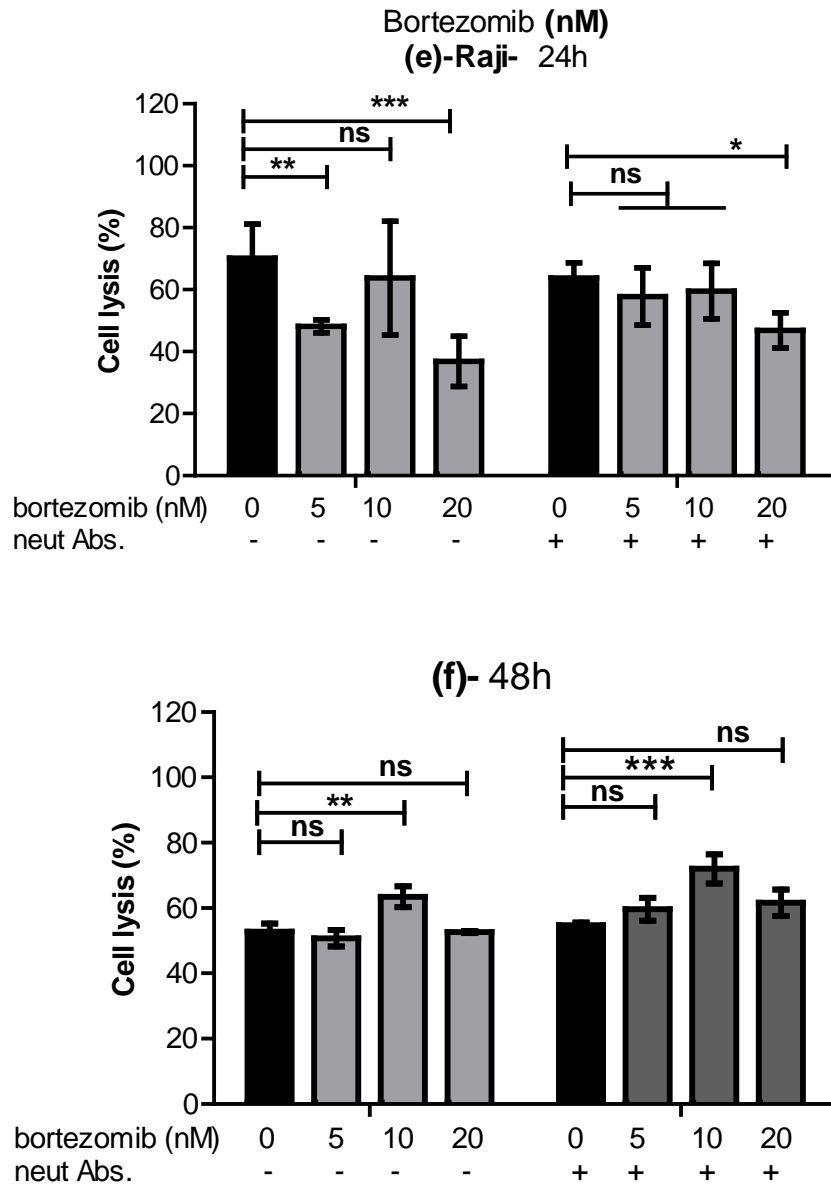 Bortezomib (nM)
(e)-Raji- 24h
120
100
80
60
40
20
0
Cell lysis (%)
***
ns
**
*
ns
bortezomib (nM) 0 5 10 20 0 5 10 20
neut Abs. - - - - + + + +
(f)- 48h
120
100
80
60
40
20
0
Cell lysis (%)
ns
**
ns
ns
***
ns
bortezomib (nM) 0 5 10 20 0 5 10 20
neut Abs. - - - - + + + +